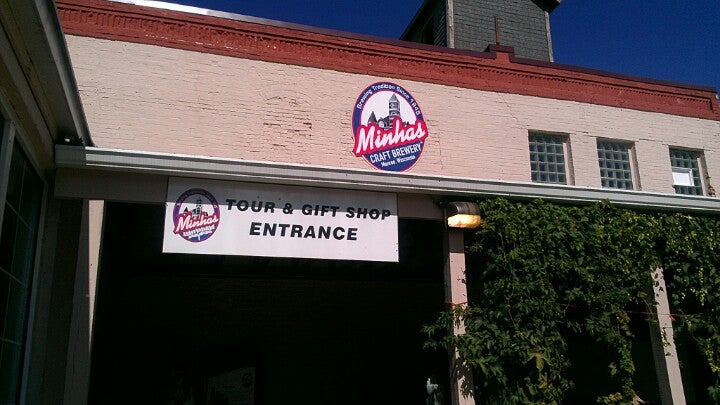 Brewing Tradition Since 1845
Minhas
CRAFT BREWERY
Monroe, Wisconsin
Minhas
TOUR & GIFT SHOP
ENTRANCE